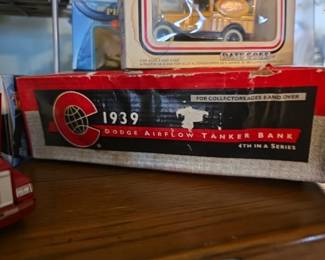 FOR COLLECTORS AGES 8 AND OVER
1939
DODGE AIRFLOW TANKER BANK
4TH IN A SERIES
®